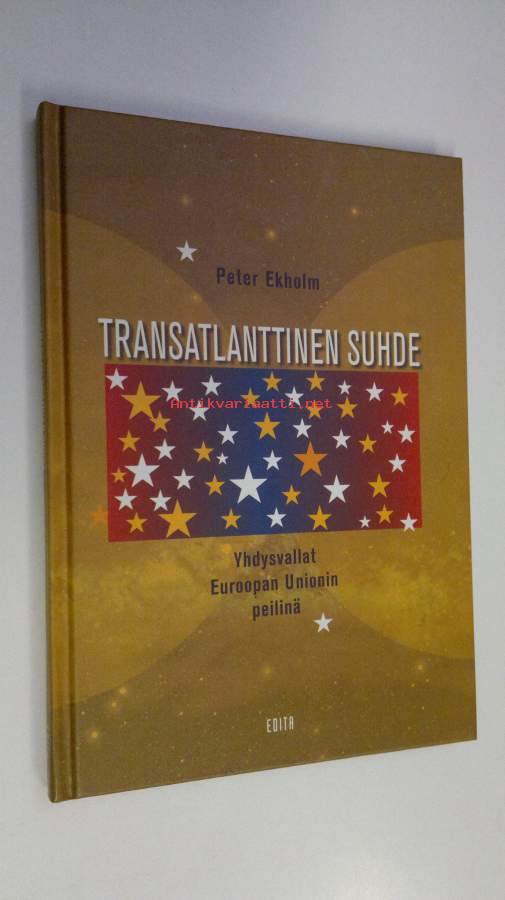 Peter Ekholm
TRANSATLANTTINEN SUHDE
Antikvariaatti.net
Yhdysvallat
Euroopan Unionin
peilinä
EDITA